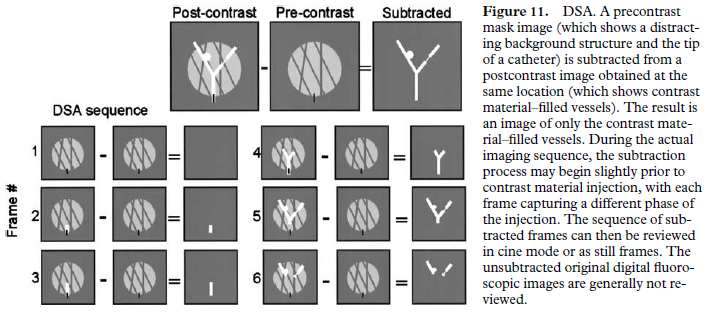 Post-contrast Pre-contrast Subtracted
- =
DSA sequence
Frame #
1 - =
2 - =
3 - =
4 - =
5 - =
6 - =
Figure 11. DSA. A precontrast
mask image (which shows a distract-
ing background structure and the tip
of a catheter) is subtracted from a
postcontrast image obtained at the
same location (which shows contrast
material–filled vessels). The result is
an image of only the contrast mate-
rial–filled vessels. During the actual
imaging sequence, the subtraction
process may begin slightly prior to
contrast material injection, with each
frame capturing a different phase of
the injection. The sequence of sub-
tracted frames can then be reviewed
in cine mode or as still frames. The
unsubtracted original digital fluoro-
scopic images are generally not re-
viewed.